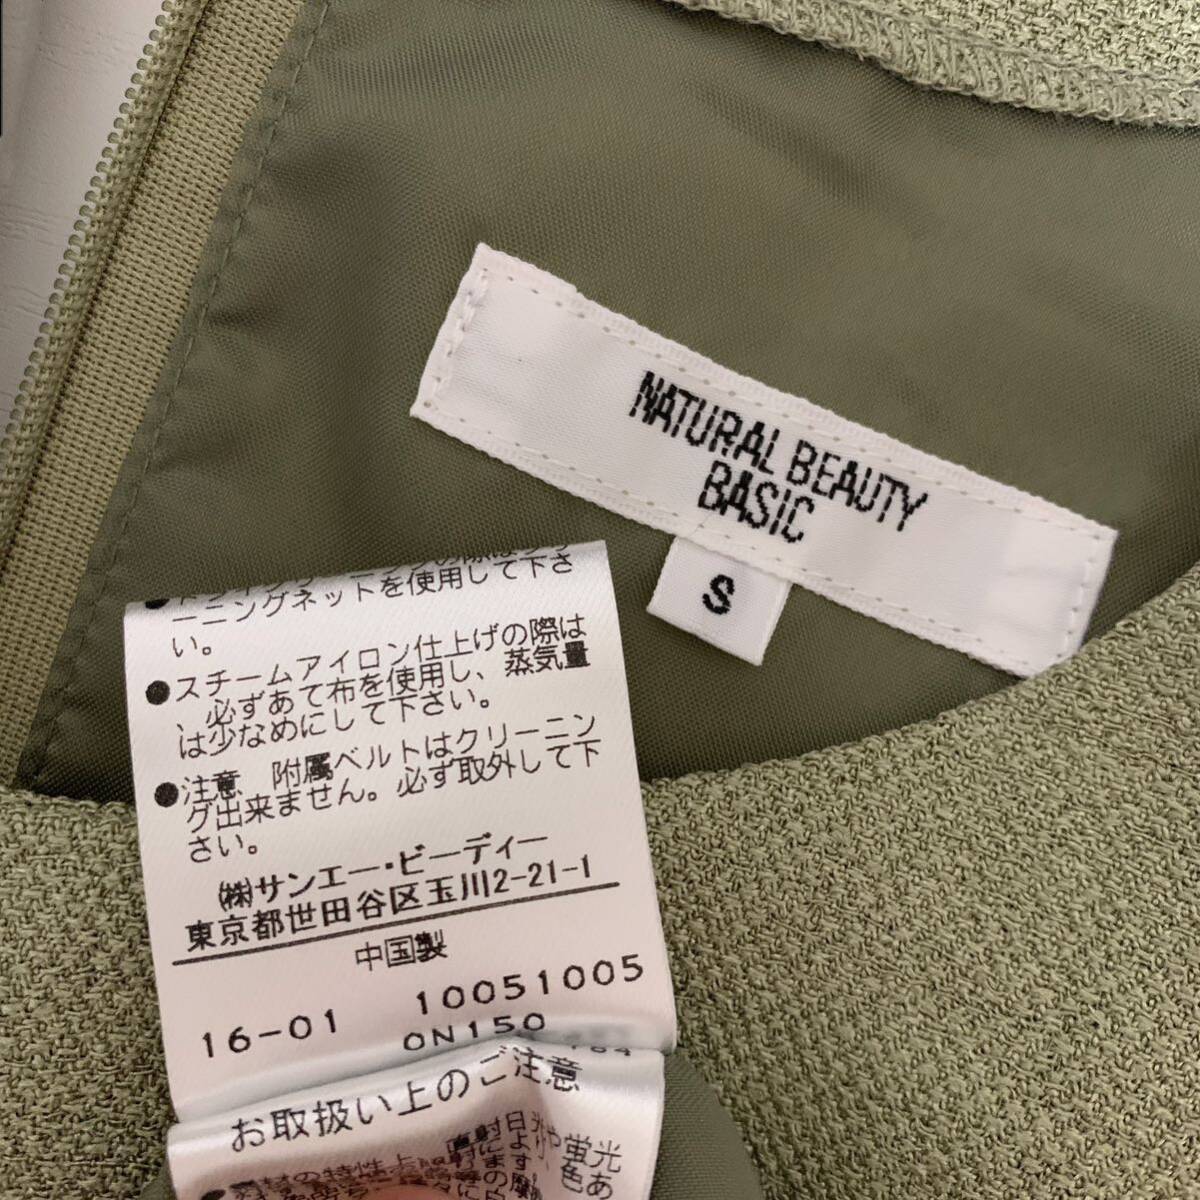 NATURAL BEAUTY
BASIC
S
ーニングネットを使用して下さ
い。
●スチームアイロン仕上げの際は
、必ずあて布を使用し、蒸気量
は少なめにして下さい。
●注意 附属ベルトはクリーニン
グ出来ません。必ず取外して下
さい。
㈱サンエー・ビーディー
東京都世田谷区玉川2-21-1
中国製
16-01 10051005
0N150
お取扱い上のご注意